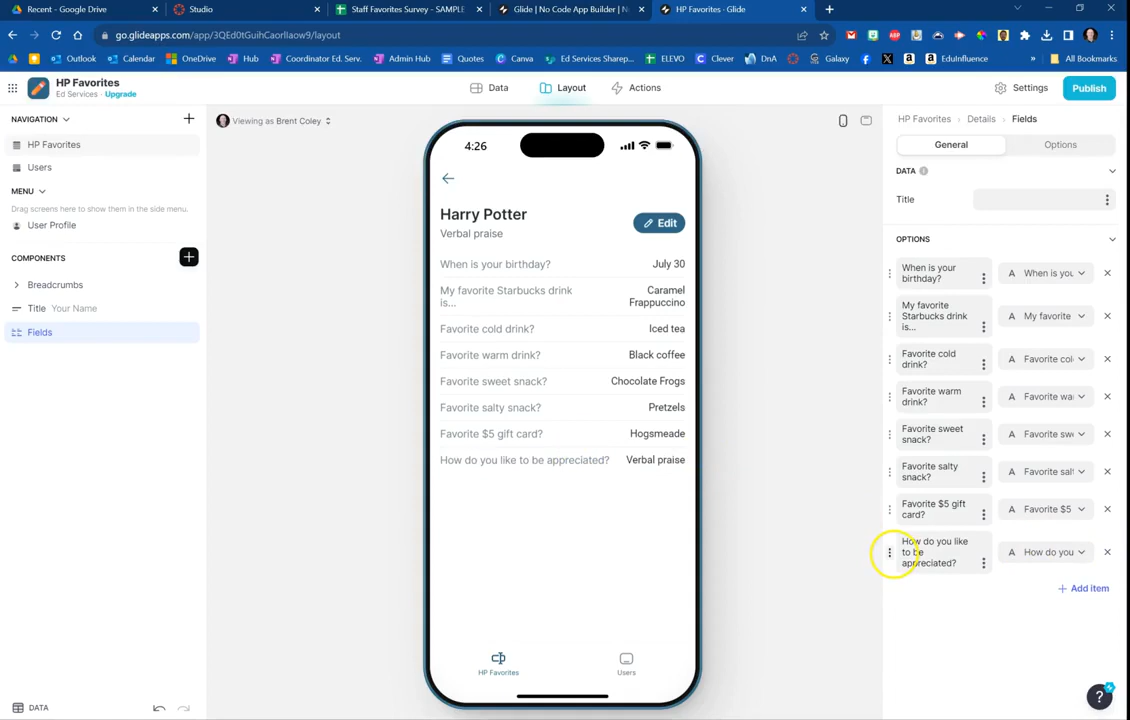 Recent - Google Drive
Studio
Staff Favorites Survey - SAMPLE
Glide | No Code App Builder | N
HP Favorites · Glide
go.glideapps.com/app/3QEd0tGuihCaorIlaow9/layout
Outlook
Calendar
OneDrive
Hub
Coordinator Ed. Serv.
Admin Hub
Quotes
Canva
Ed Services Sharep...
ELEVO
Clever
DnA
Galaxy
EduInfluence
»
All Bookmarks
HP Favorites
Ed Services Upgrade
Data
Layout
Actions
Settings
Publish
NAVIGATION
HP Favorites
Users
MENU
Drag screens here to show them in the side menu.
User Profile
COMPONENTS
Breadcrumbs
Title Your Name
Fields
DATA
Viewing as Brent Coley
4:26
Harry Potter
Verbal praise
Edit
When is your birthday? July 30
My favorite Starbucks drink is... Caramel Frappuccino
Favorite cold drink? Iced tea
Favorite warm drink? Black coffee
Favorite sweet snack? Chocolate Frogs
Favorite salty snack? Pretzels
Favorite $5 gift card? Hogsmeade
How do you like to be appreciated? Verbal praise
HP Favorites
Users
HP Favorites > Details > Fields
General
Options
DATA
Title
OPTIONS
When is your birthday?
A When is you
My favorite Starbucks drink is...
A My favorite
Favorite cold drink?
A Favorite col
Favorite warm drink?
A Favorite wa
Favorite sweet snack?
A Favorite sw
Favorite salty snack?
A Favorite sal
Favorite $5 gift card?
A Favorite $5
How do you like to be appreciated?
A How do you
+ Add item
?